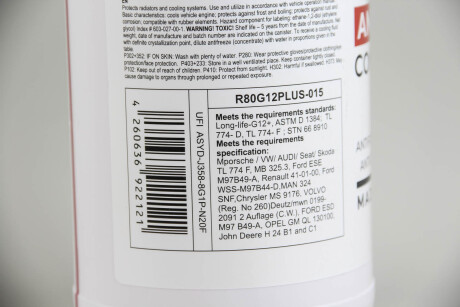 EN
Protects radiators and cooling systems. Use and utilize in accordance with vehicle operation manual
Basic characteristics: cools vehicle engine; protects against frost and boiling; protects against
corrosion; compatible with rubber elements. Hazard component for labeling: ethane-1,2-diol (ethylene
glycol) Index # 603-027-00-1. WARNING! TOXIC! Shelf life – 5 years from the date of manufacture. Net
weight, date of manufacture and batch number are indicated on the canister. To receive a cooling fluid
with definite crystallization point, dilute antifreeze (concentrate) with water in proportions given in the
table.
P302+352: IF ON SKIN: Wash with plenty of water. P280: Wear protective gloves/protective clothing/eye
protection/face protection. P403+233: Store in a well ventilated place. Keep container tightly closed
P102: Keep out of reach of children. P410: Protect from sunlight. H302: Harmful if swallowed. H373: May
cause damage to organs through prolonged or repeated exposure.
4 260636 922121
UFI ASYD-J358-8G1P-N20F
R80G12PLUS-015
Meets the requirements standards:
Long-life-G12+, ASTM D 1384; TL
774- D, TL 774- F ; STN 66 8910
Meets the requirements
specification:
Mporsche / VW/ AUDI/ Seat/ Skoda
TL 774 F, MB 325.3, Ford ESE
M97B49-A, Renault 41-01-00, Ford
WSS-M97B44-D,MAN 324
SNF,Chrysler MS 9176, VOLVO
(Reg. No 260)Deutz/mwn 0199-
2091 2 Auflage (C.W.), FORD ESD
M97 B49-A, OPEL GM QL 130100,
John Deere H 24 B1 and C1